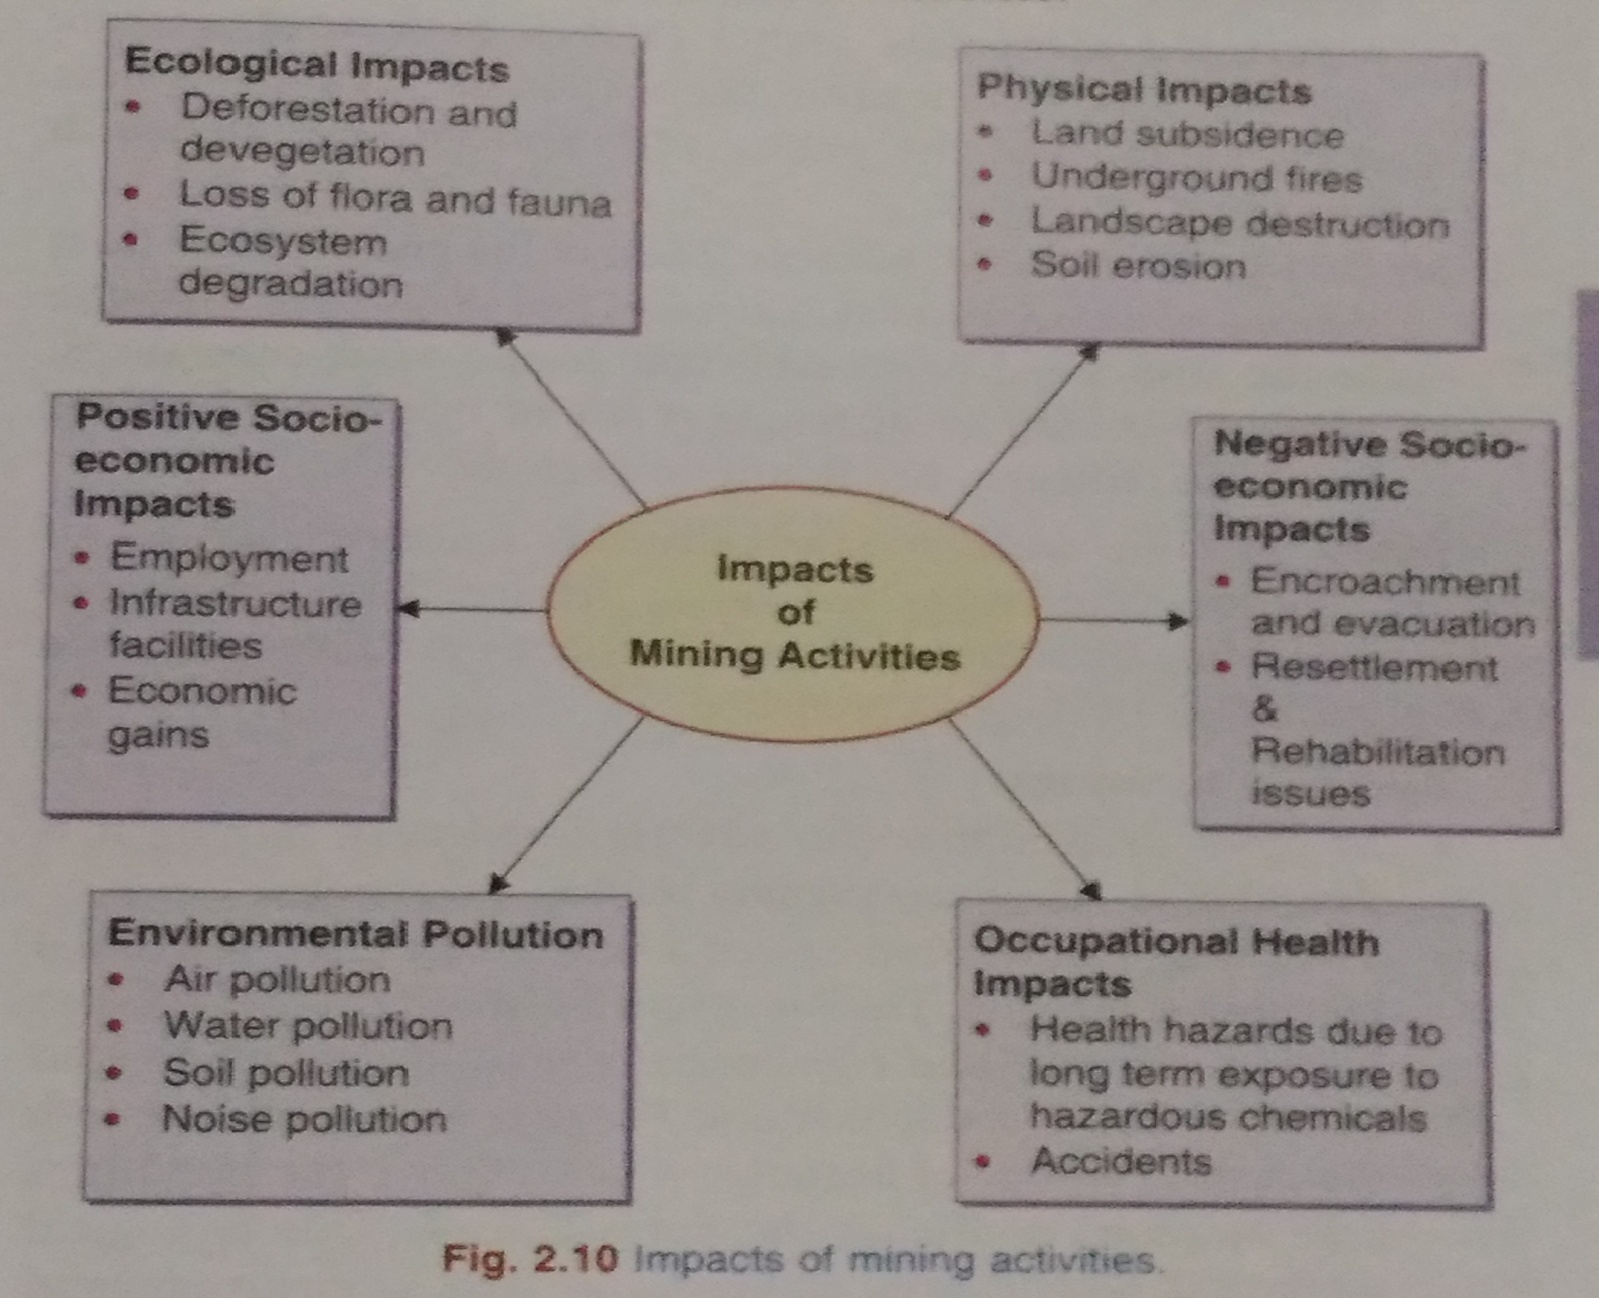 Ecological Impacts
• Deforestation and
devegetation
• Loss of flora and fauna
• Ecosystem
degradation
Physical Impacts
• Land subsidence
• Underground fires
• Landscape destruction
• Soil erosion
Positive Socio-
economic
Impacts
• Employment
• Infrastructure
facilities
• Economic
gains
Impacts
of
Mining Activities
Negative Socio-
economic
Impacts
• Encroachment
and evacuation
• Resettlement
&
Rehabilitation
issues
Environmental Pollution
• Air pollution
• Water pollution
• Soil pollution
• Noise pollution
Occupational Health
Impacts
• Health hazards due to
long term exposure to
hazardous chemicals
• Accidents
Fig. 2.10 Impacts of mining activities.